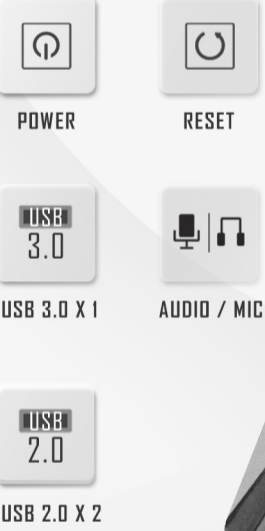 POWER
RESET
USB
3.0
USB 3.0 X 1
AUDIO / MIC
USB
2.0
USB 2.0 X 2